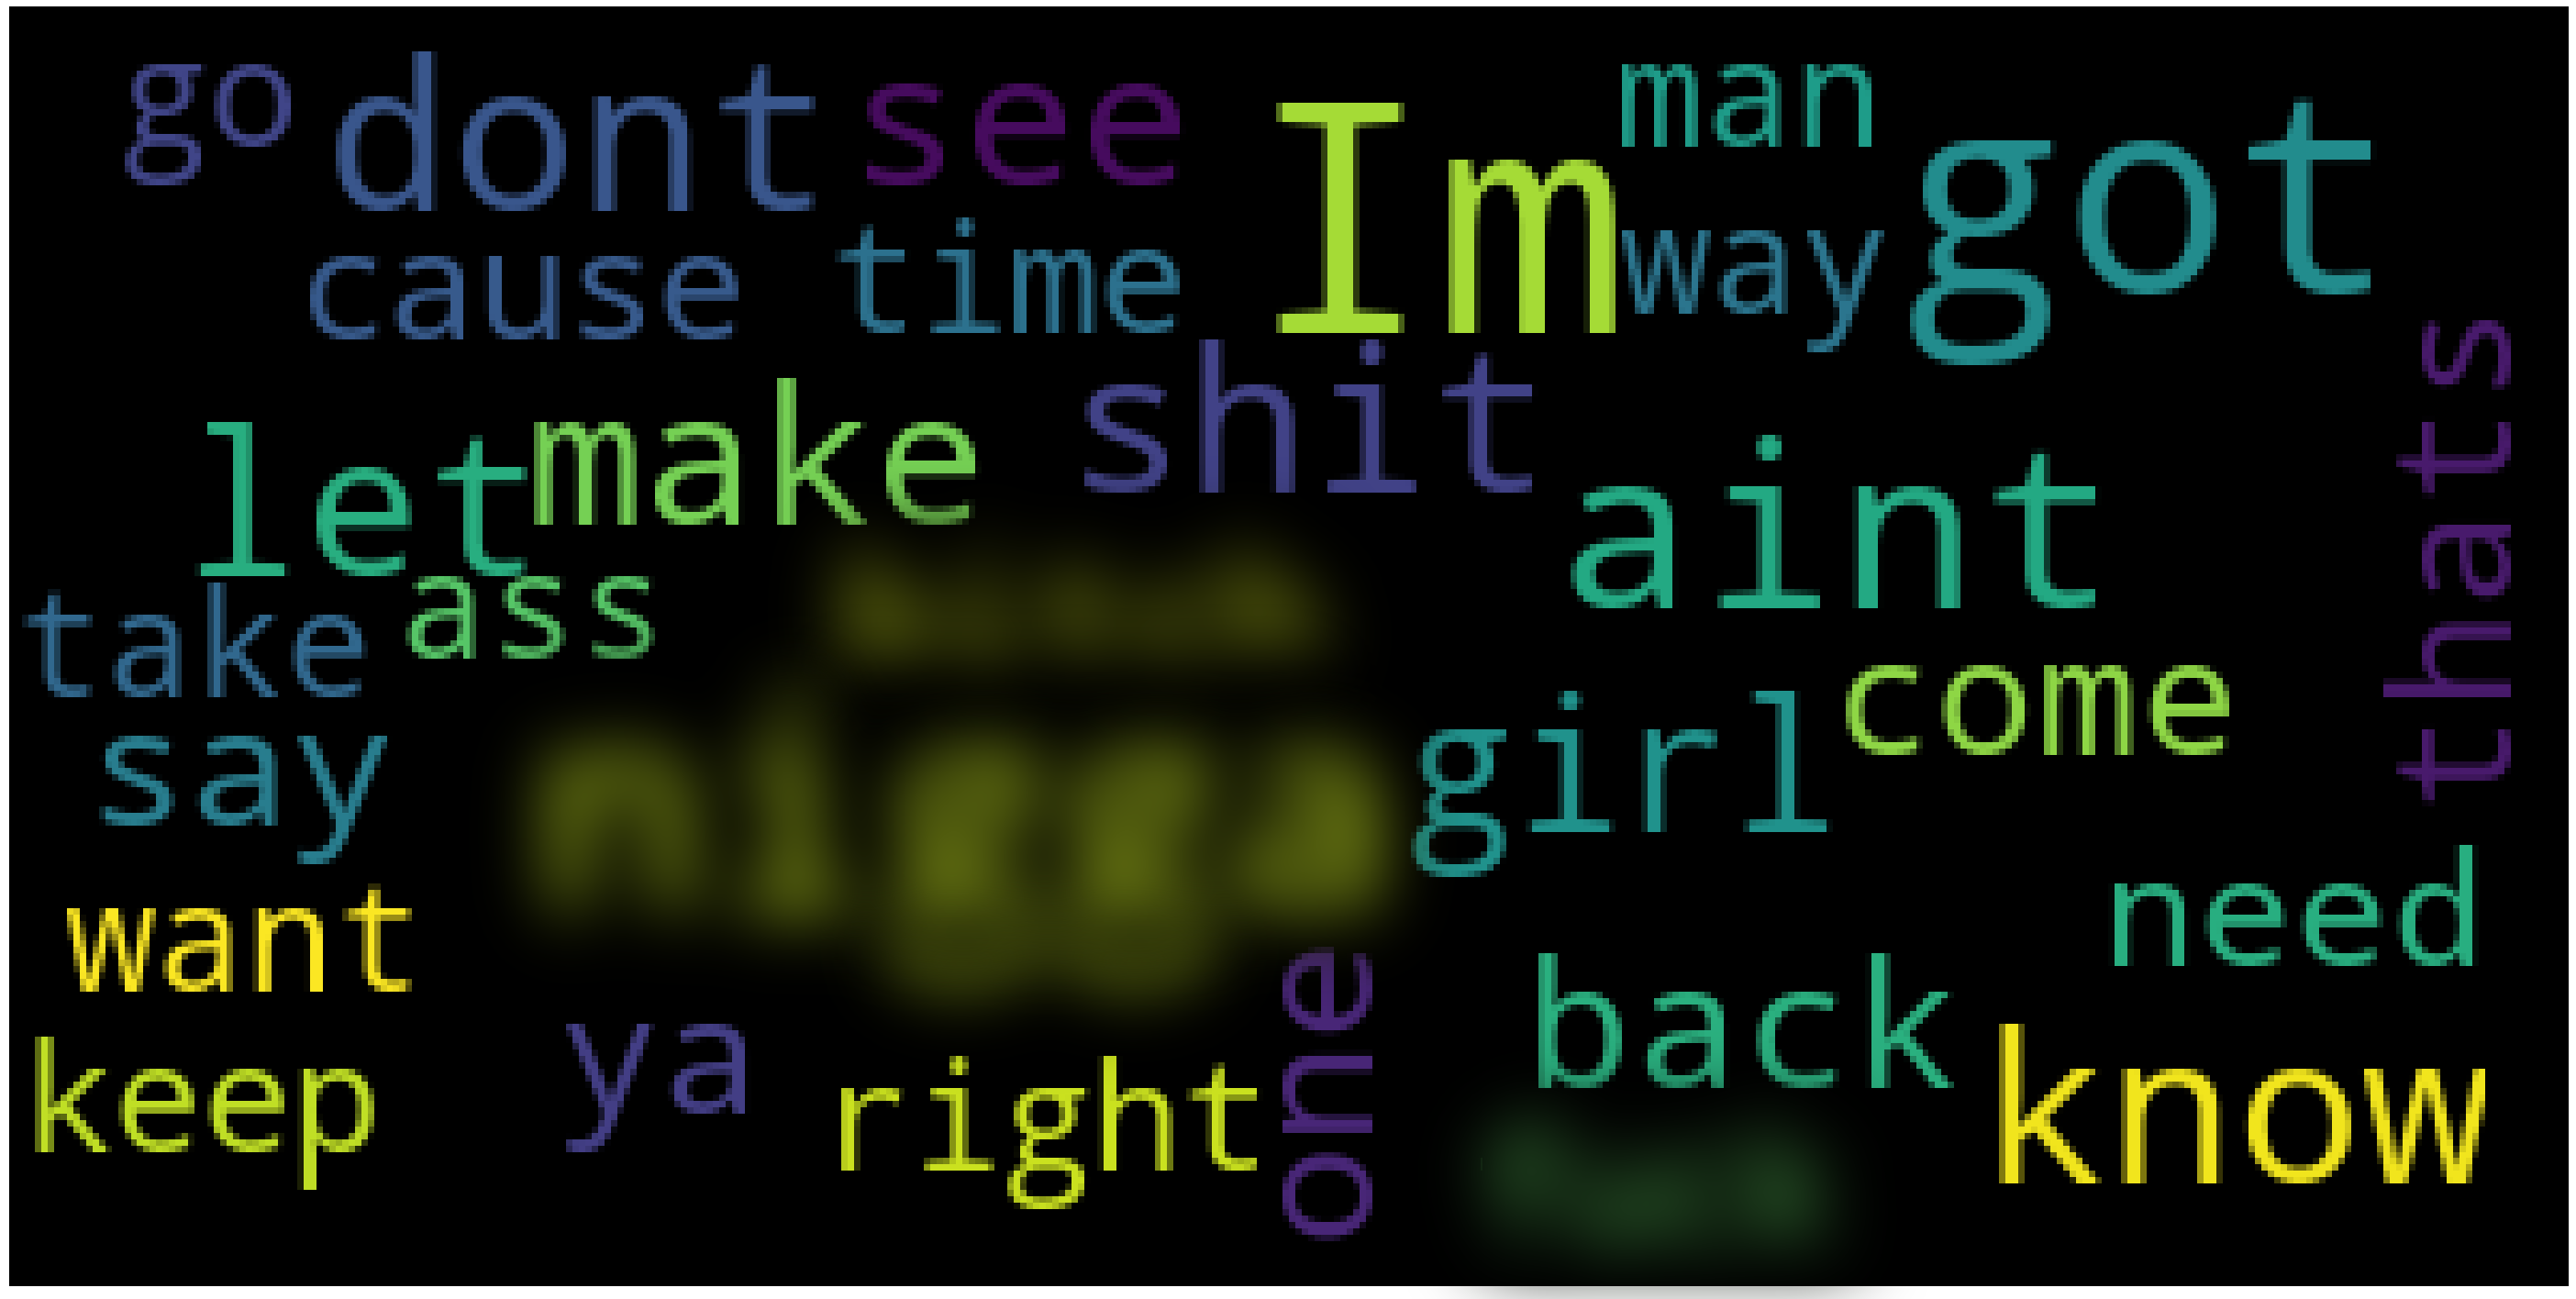 go dont see Im man got
cause time way
let make shit aint thats
take ass
say girl come
want need
keep ya right one back know